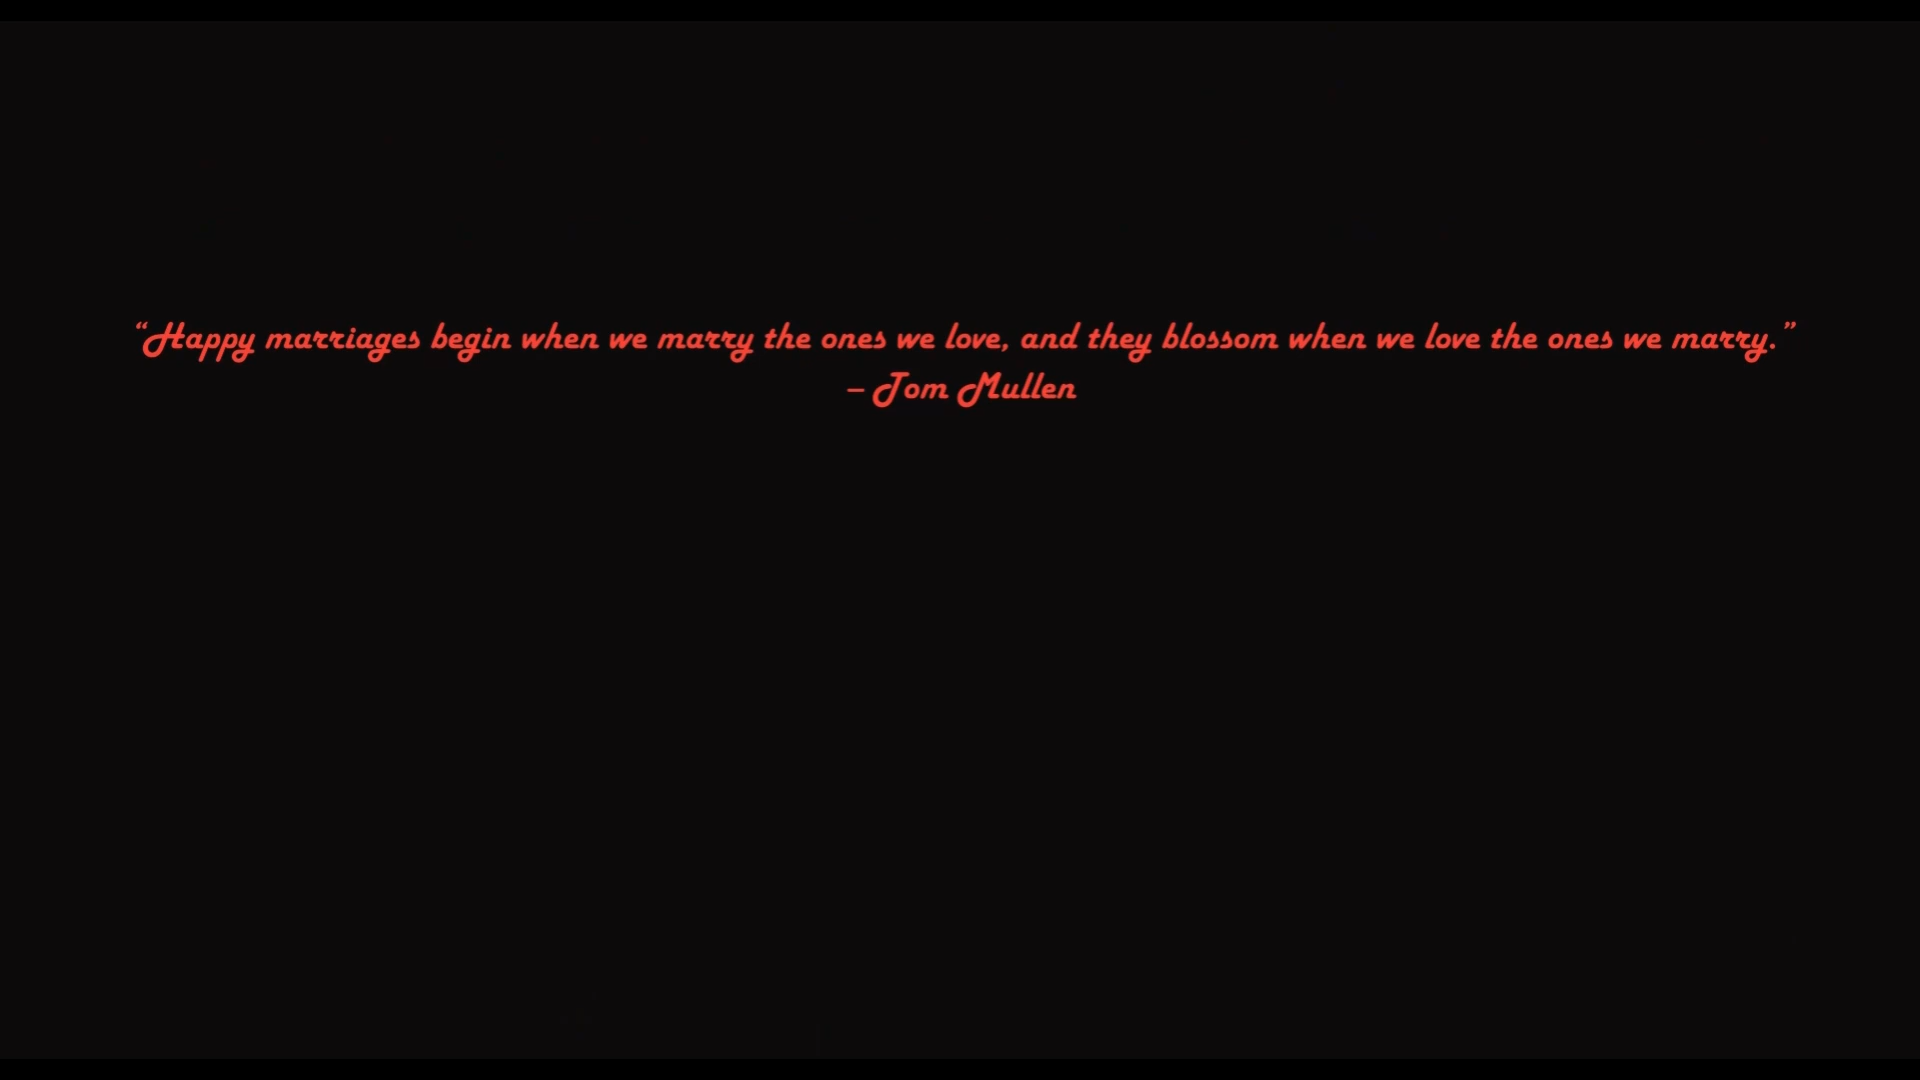 “Happy marriages begin when we marry the ones we love, and they blossom when we love the ones we marry.”
– Tom Mullen